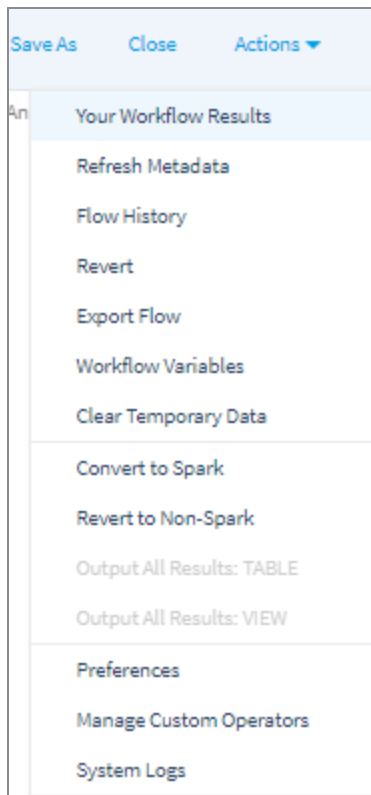 Save As Close Actions
An
Your Workflow Results
Refresh Metadata
Flow History
Revert
Export Flow
Workflow Variables
Clear Temporary Data
Convert to Spark
Revert to Non-Spark
Output All Results: TABLE
Output All Results: VIEW
Preferences
Manage Custom Operators
System Logs